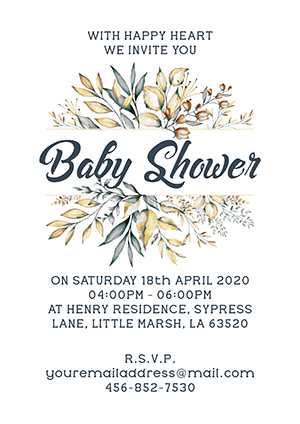 WITH HAPPY HEART
WE INVITE YOU
Baby Shower
ON SATURDAY 18th APRIL 2020
04:00PM - 06:00PM
AT HENRY RESIDENCE, SYPRESS
LANE, LITTLE MARSH, LA 63520
R.S.V.P.
youremailaddress@mail.com
456-852-7530